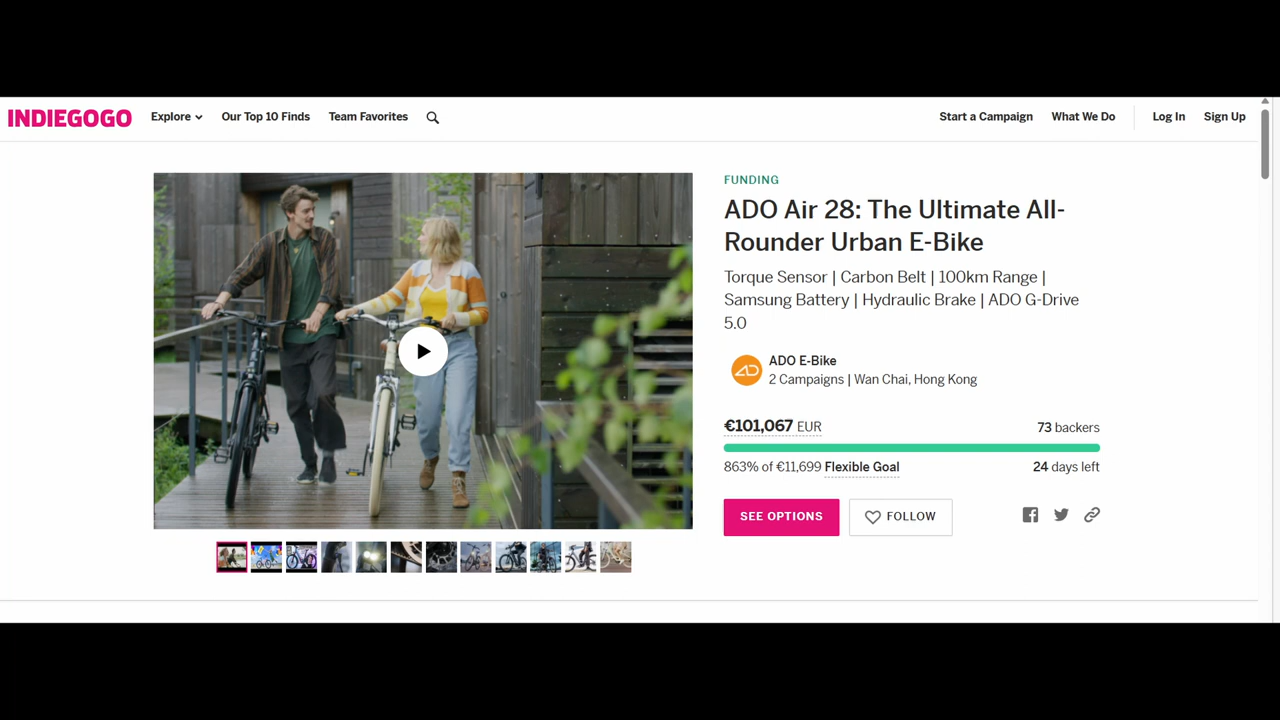 INDIEGOGO Explore Our Top 10 Finds Team Favorites Start a Campaign What We Do Log In Sign Up
FUNDING
ADO Air 28: The Ultimate All-
Rounder Urban E-Bike
Torque Sensor | Carbon Belt | 100km Range |
Samsung Battery | Hydraulic Brake | ADO G-Drive
5.0
ADO E-Bike
2 Campaigns | Wan Chai, Hong Kong
€101,067 EUR 73 backers
863% of €11,699 Flexible Goal 24 days left
SEE OPTIONS FOLLOW